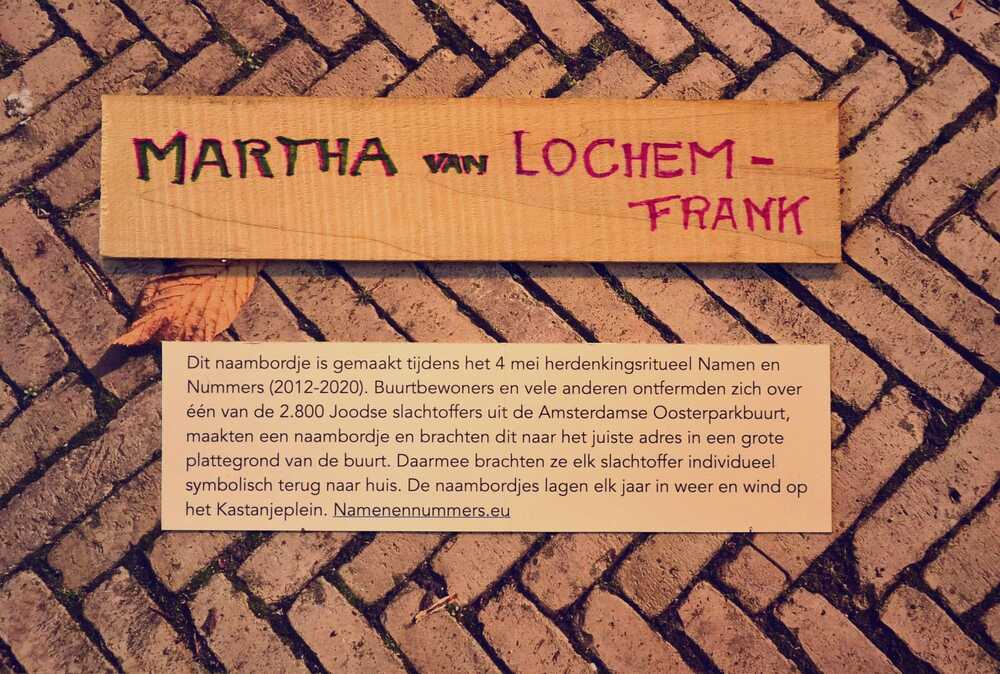 MARTHA VAN LOCHEM-
FRANK
Dit naambordje is gemaakt tijdens het 4 mei herdenkingsritueel Namen en
Nummers (2012-2020). Buurtbewoners en vele anderen ontfermden zich over
één van de 2.800 Joodse slachtoffers uit de Amsterdamse Oosterparkbuurt,
maakten een naambordje en brachten dit naar het juiste adres in een grote
plattegrond van de buurt. Daarmee brachten ze elk slachtoffer individueel
symbolisch terug naar huis. De naambordjes lagen elk jaar in weer en wind op
het Kastanjeplein. Namenennummers.eu